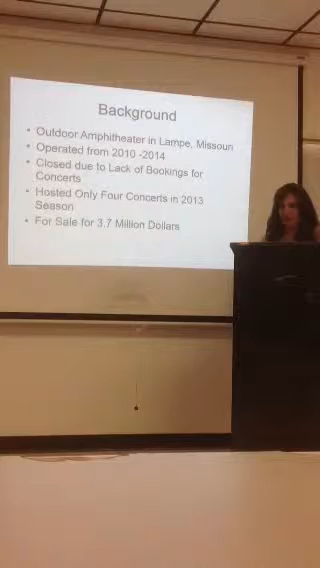 Background
• Outdoor Amphitheater in Lampe, Missouri
• Operated from 2010 -2014
• Closed due to Lack of Bookings for
Concerts
• Hosted Only Four Concerts in 2013
Season
• For Sale for 3.7 Million Dollars